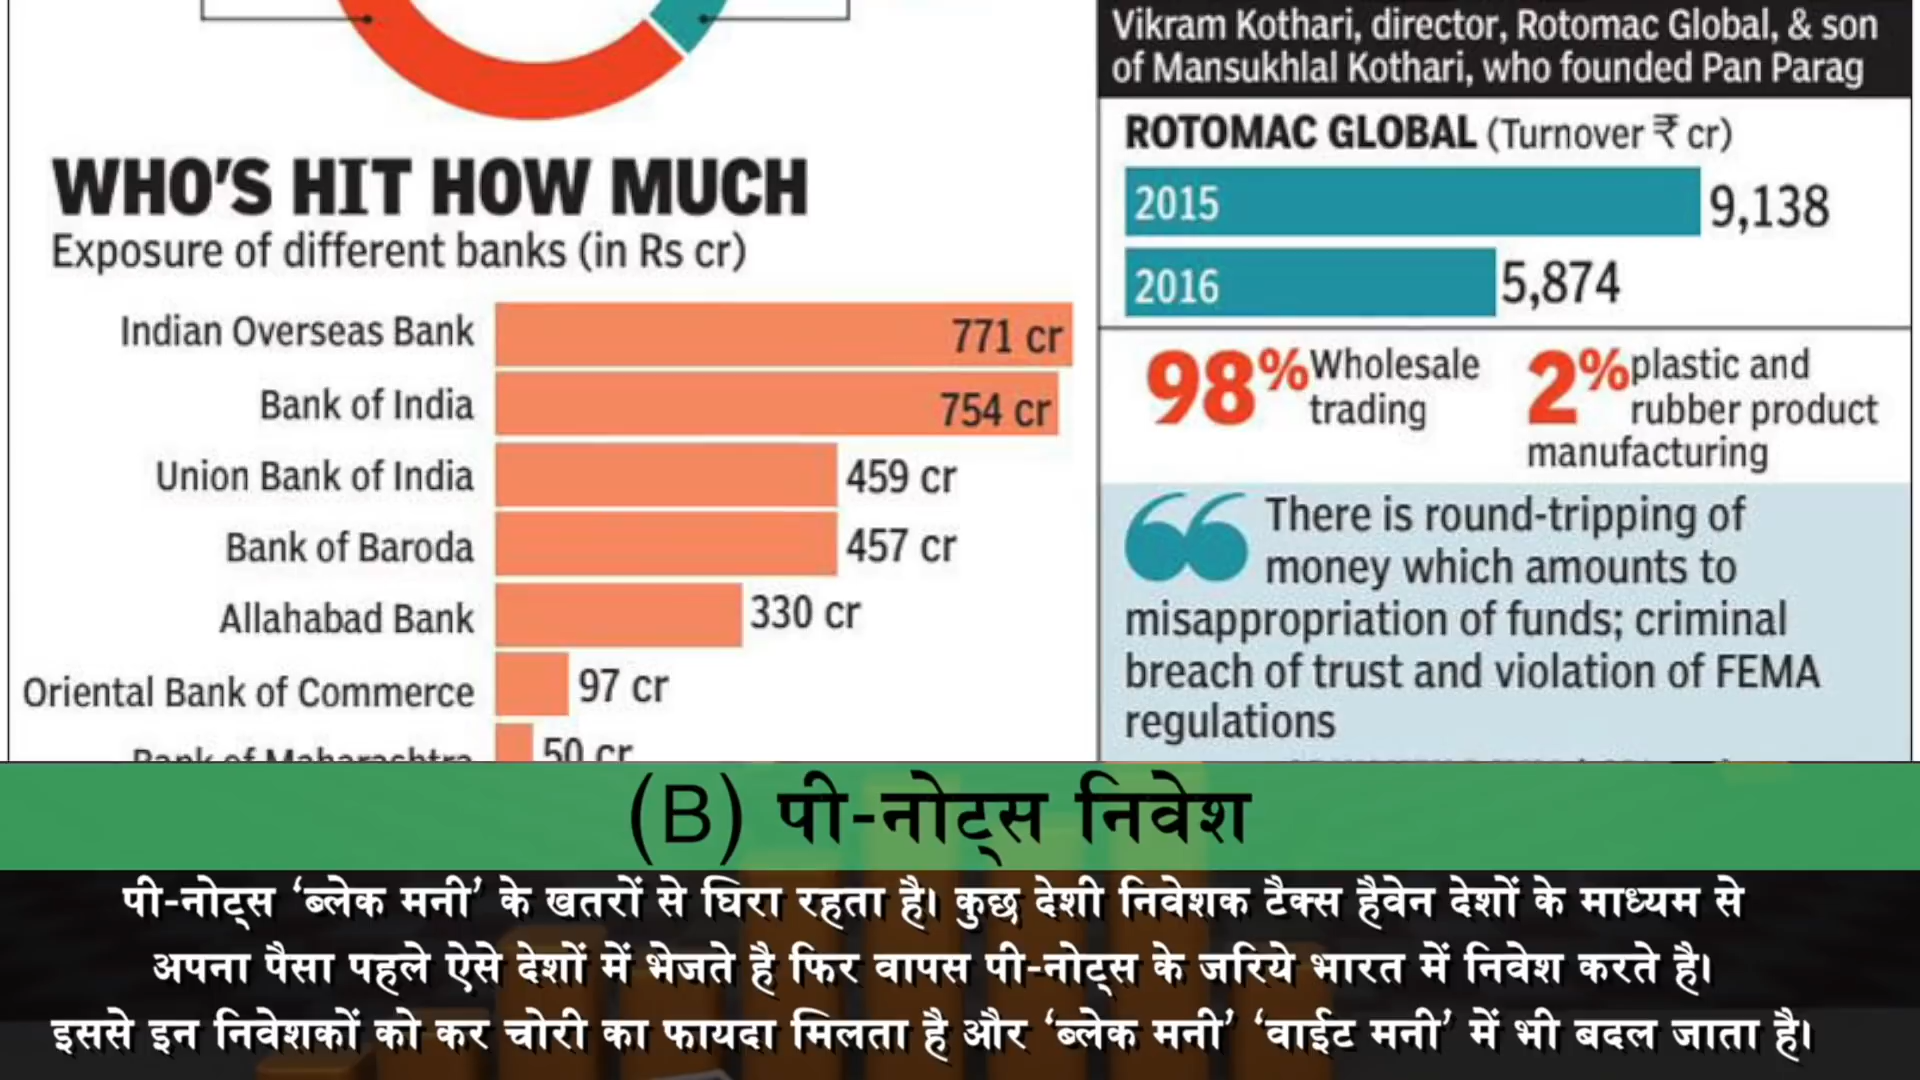 WHO'S HIT HOW MUCH
Exposure of different banks (in Rs cr)
Indian Overseas Bank 771 cr
Bank of India 754 cr
Union Bank of India 459 cr
Bank of Baroda 457 cr
Allahabad Bank 330 cr
Oriental Bank of Commerce 97 cr
Bank of Maharashtra 50 cr
Vikram Kothari, director, Rotomac Global, & son
of Mansukhlal Kothari, who founded Pan Parag
ROTOMAC GLOBAL (Turnover ₹ cr)
2015 9,138
2016 5,874
98% Wholesale
trading
2% plastic and
rubber product
manufacturing
“There is round-tripping of
money which amounts to
misappropriation of funds; criminal
breach of trust and violation of FEMA
regulations
(B) पी-नोट्स निवेश
पी-नोट्स ‘ब्लेक मनी’ के खतरों से घिरा रहता है। कुछ देशी निवेशक टैक्स हैवेन देशों के माध्यम से
अपना पैसा पहले ऐसे देशों में भेजते है फिर वापस पी-नोट्स के जरिये भारत में निवेश करते है।
इससे इन निवेशकों को कर चोरी का फायदा मिलता है और ‘ब्लेक मनी’ ‘वाईट मनी’ में भी बदल जाता है।